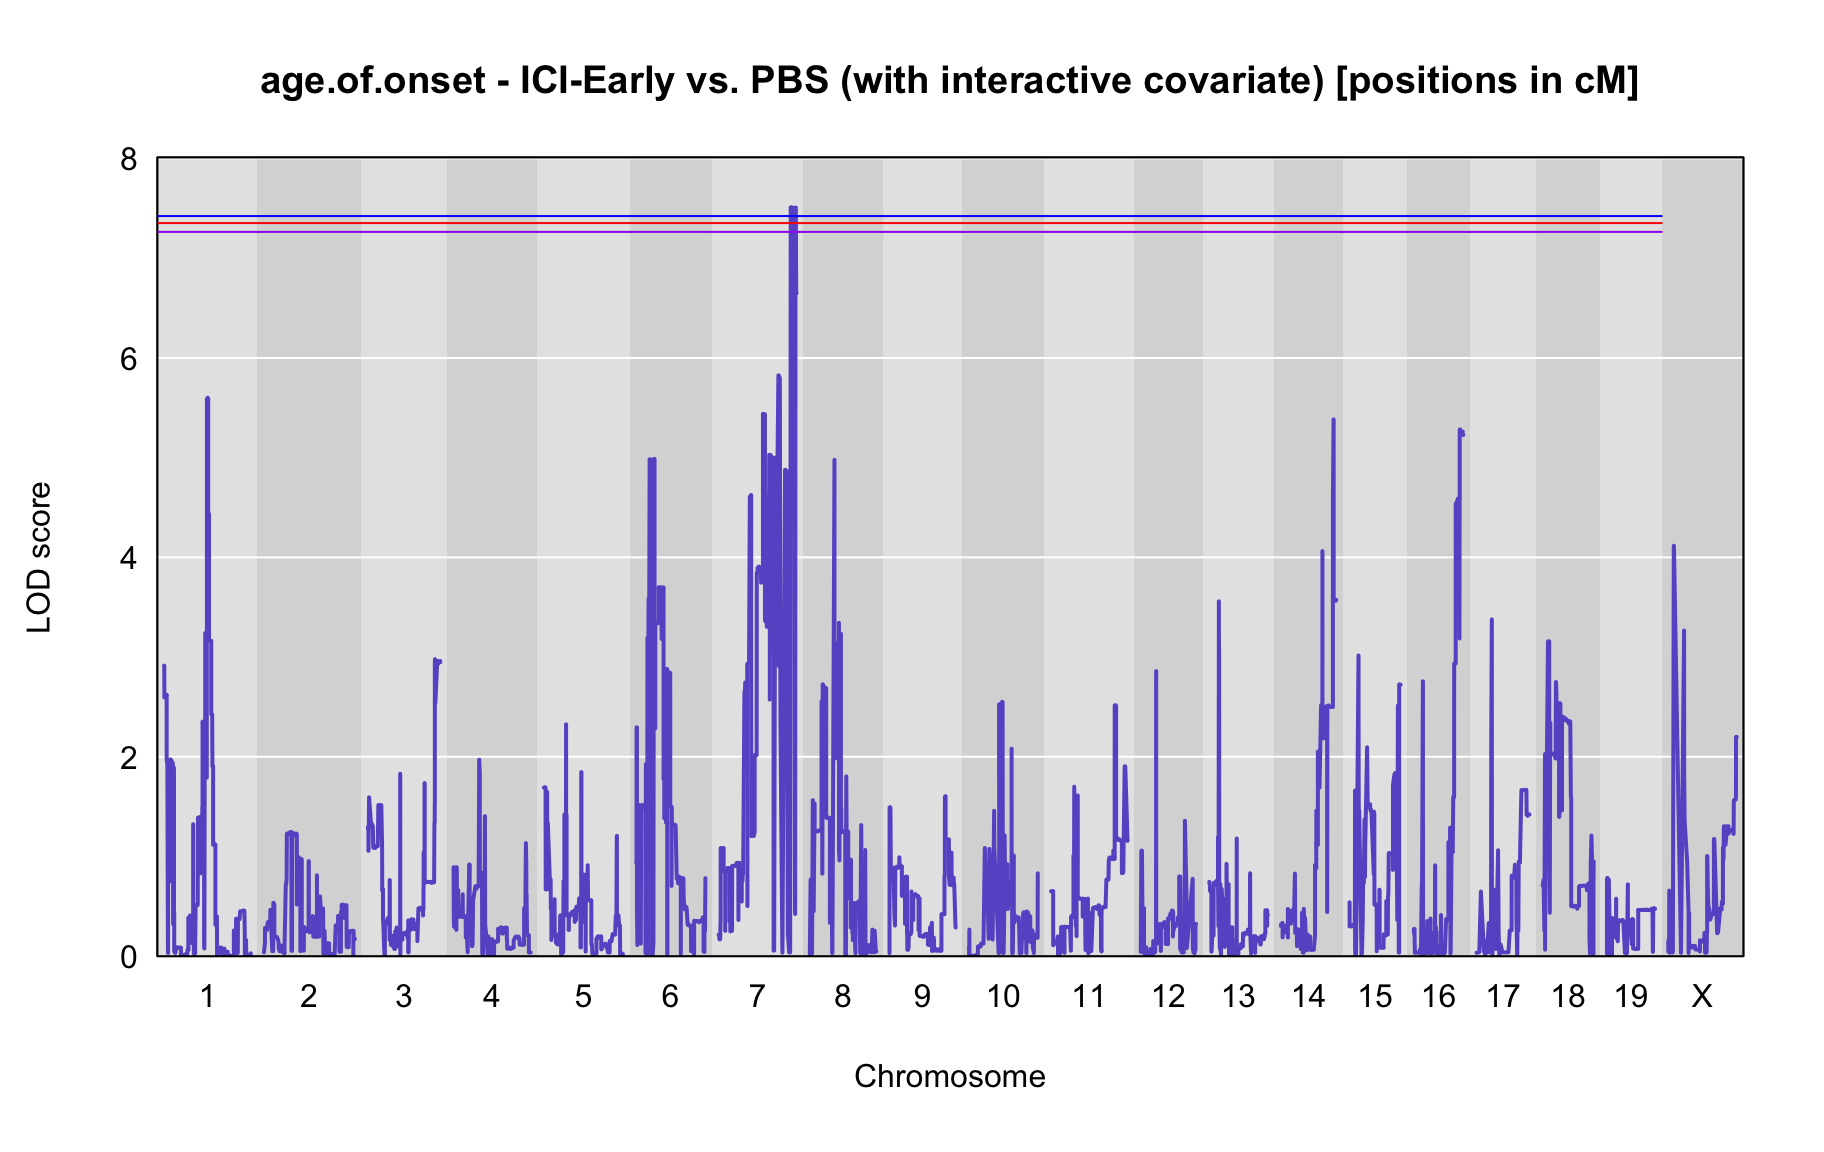 age.of.onset - ICI-Early vs. PBS (with interactive covariate) [positions in cM]
8
6
4
2
0
LOD score
1 2 3 4 5 6 7 8 9 10 11 12 13 14 15 16 17 18 19 X
Chromosome